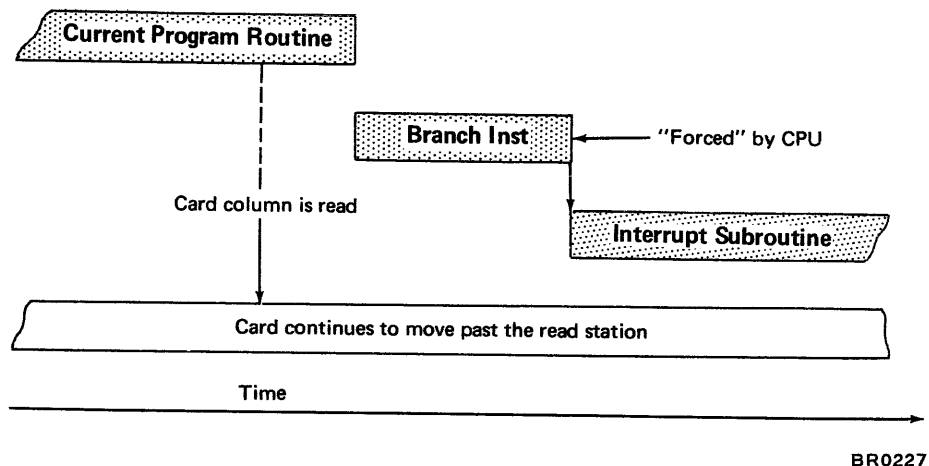 Current Program Routine
Branch Inst
"Forced" by CPU
Card column is read
Interrupt Subroutine
Card continues to move past the read station
Time
BR0227